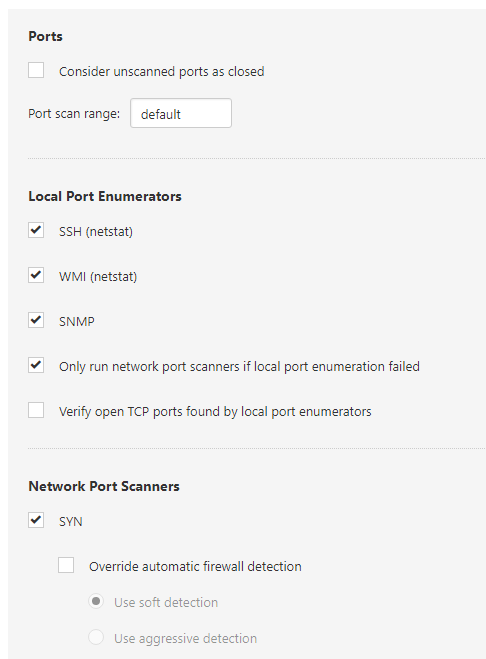 Ports
Consider unscanned ports as closed
Port scan range: default
Local Port Enumerators
SSH (netstat)
WMI (netstat)
SNMP
Only run network port scanners if local port enumeration failed
Verify open TCP ports found by local port enumerators
Network Port Scanners
SYN
Override automatic firewall detection
Use soft detection
Use aggressive detection